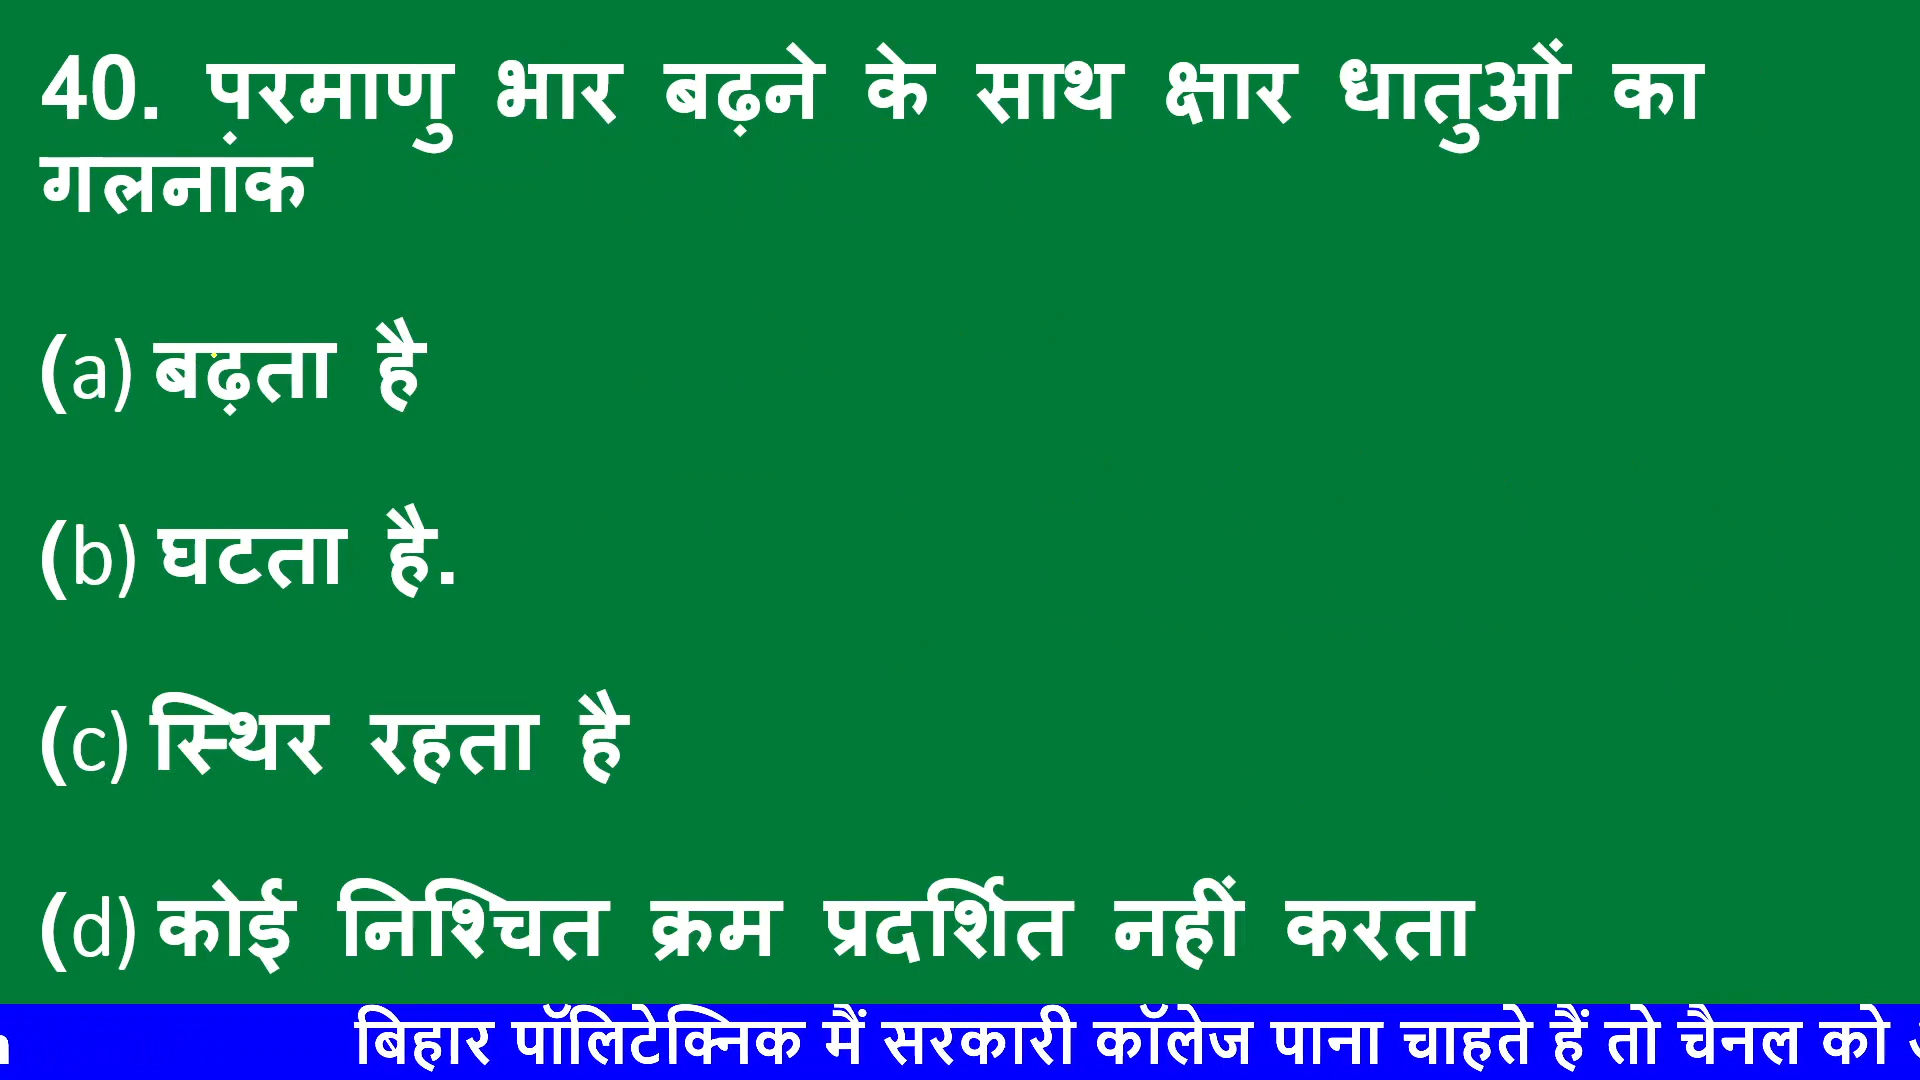 40. परमाणु भार बढ़ने के साथ क्षार धातुओं का
गलनांक
(a) बढ़ता है
(b) घटता है.
(c) स्थिर रहता है
(d) कोई निश्चित क्रम प्रदर्शित नहीं करता
बिहार पॉलिटेक्निक मैं सरकारी कॉलेज पाना चाहते हैं तो चैनल को